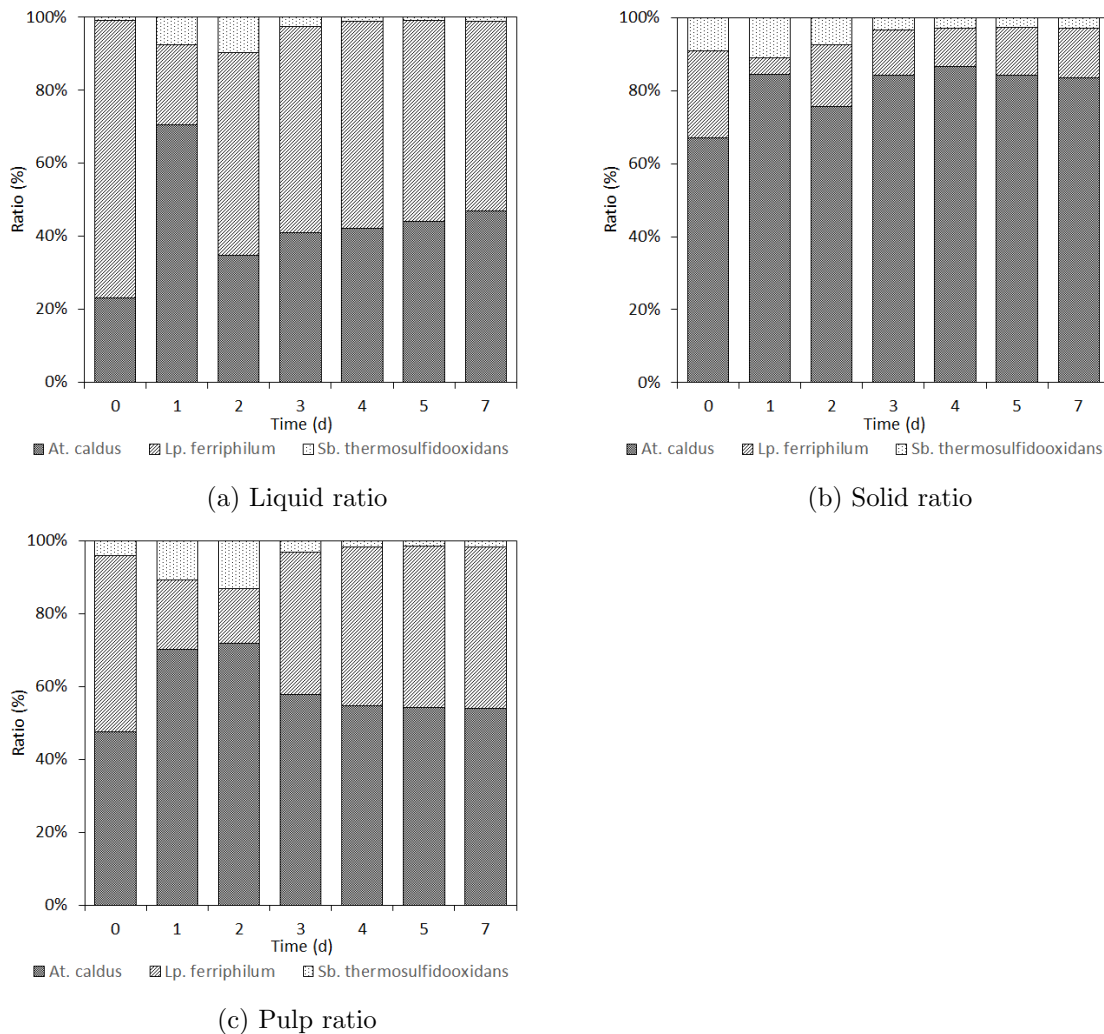 100%
80%
60%
40%
20%
0%
Ratio (%)
0 1 2 3 4 5 7
Time (d)
At. caldus Lp. ferriphilum Sb. thermosulfidooxidans
(a) Liquid ratio
100%
80%
60%
40%
20%
0%
Ratio (%)
0 1 2 3 4 5 7
Time (d)
At. caldus Lp. ferriphilum Sb. thermosulfidooxidans
(b) Solid ratio
100%
80%
60%
40%
20%
0%
Ratio (%)
0 1 2 3 4 5 7
Time (d)
At. caldus Lp. ferriphilum Sb. thermosulfidooxidans
(c) Pulp ratio